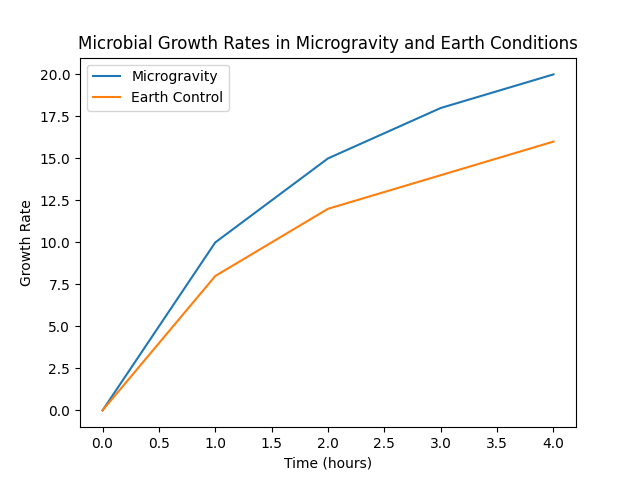 Microbial Growth Rates in Microgravity and Earth Conditions
Microgravity
Earth Control
Growth Rate
20.0
17.5
15.0
12.5
10.0
7.5
5.0
2.5
0.0
0.0 0.5 1.0 1.5 2.0 2.5 3.0 3.5 4.0
Time (hours)